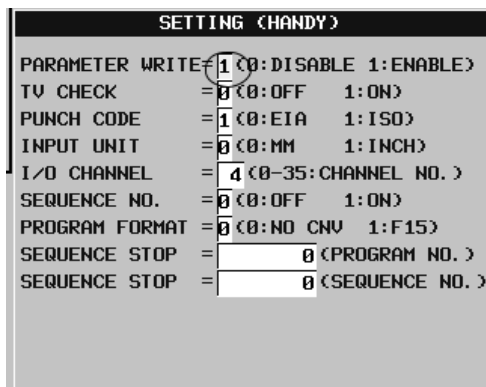 SETTING (HANDY)
PARAMETER WRITE=1(0:DISABLE 1:ENABLE)
TV CHECK =0(0:OFF 1:ON)
PUNCH CODE =1(0:EIA 1:ISO)
INPUT UNIT =0(0:MM 1:INCH)
I/O CHANNEL = 4(0-35:CHANNEL NO.)
SEQUENCE NO. =0(0:OFF 1:ON)
PROGRAM FORMAT =0(0:NO CNV 1:F15)
SEQUENCE STOP = 0(PROGRAM NO.)
SEQUENCE STOP = 0(SEQUENCE NO.)